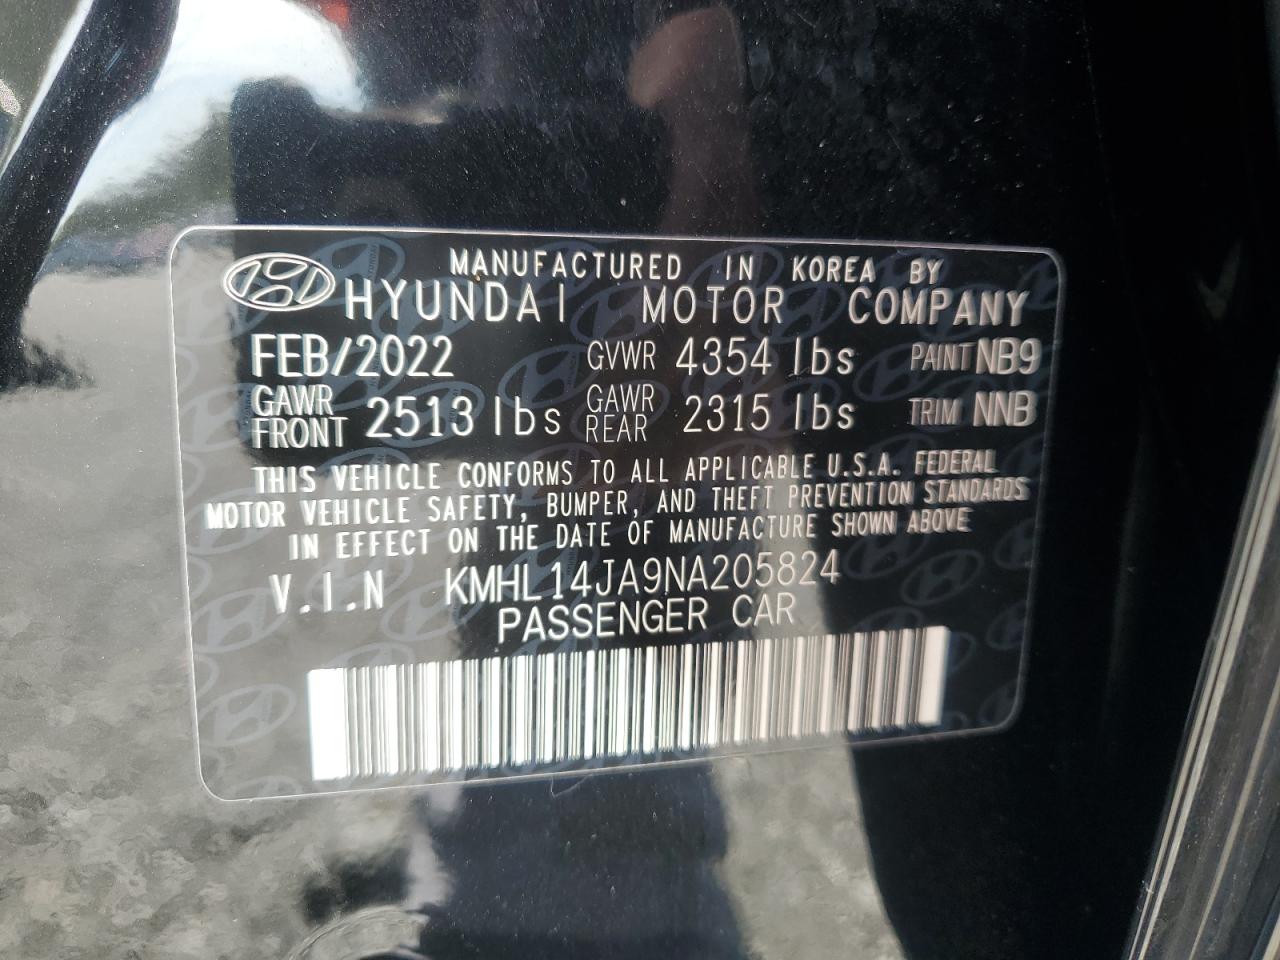 MANUFACTURED IN KOREA BY
HYUNDAI MOTOR COMPANY
FEB/2022 GVWR 4354 lbs PAINT NB9
GAWR FRONT 2513 lbs GAWR REAR 2315 lbs TRIM NNB
THIS VEHICLE CONFORMS TO ALL APPLICABLE U.S.A. FEDERAL
MOTOR VEHICLE SAFETY, BUMPER, AND THEFT PREVENTION STANDARDS
IN EFFECT ON THE DATE OF MANUFACTURE SHOWN ABOVE
V.I.N KMHL14JA9NA205824
PASSENGER CAR